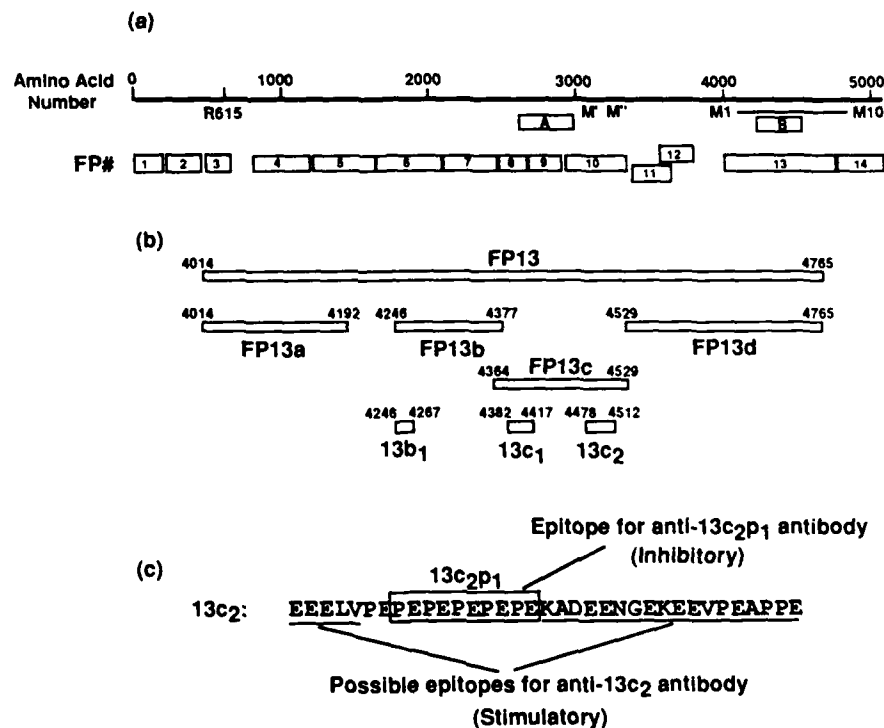 (a)
0 1000 2000 3000 4000 5000
Amino Acid
Number
R615 M' M'' M1 M10
A B
FP# 1 2 3 4 5 6 7 8 9 10 11 12 13 14
(b)
FP13
4014 4765
4014 4192 4246 4377 4529 4765
FP13a FP13b FP13d
FP13c
4364 4529
4246 4267 4382 4417 4478 4512
13b1 13c1 13c2
Epitope for anti-13c2p1 antibody
(Inhibitory)
(c)
13c2p1
13c2: EEELVPEPEPEPEPEPEKADEENGEKEEVPEAPPE
Possible epitopes for anti-13c2 antibody
(Stimulatory)